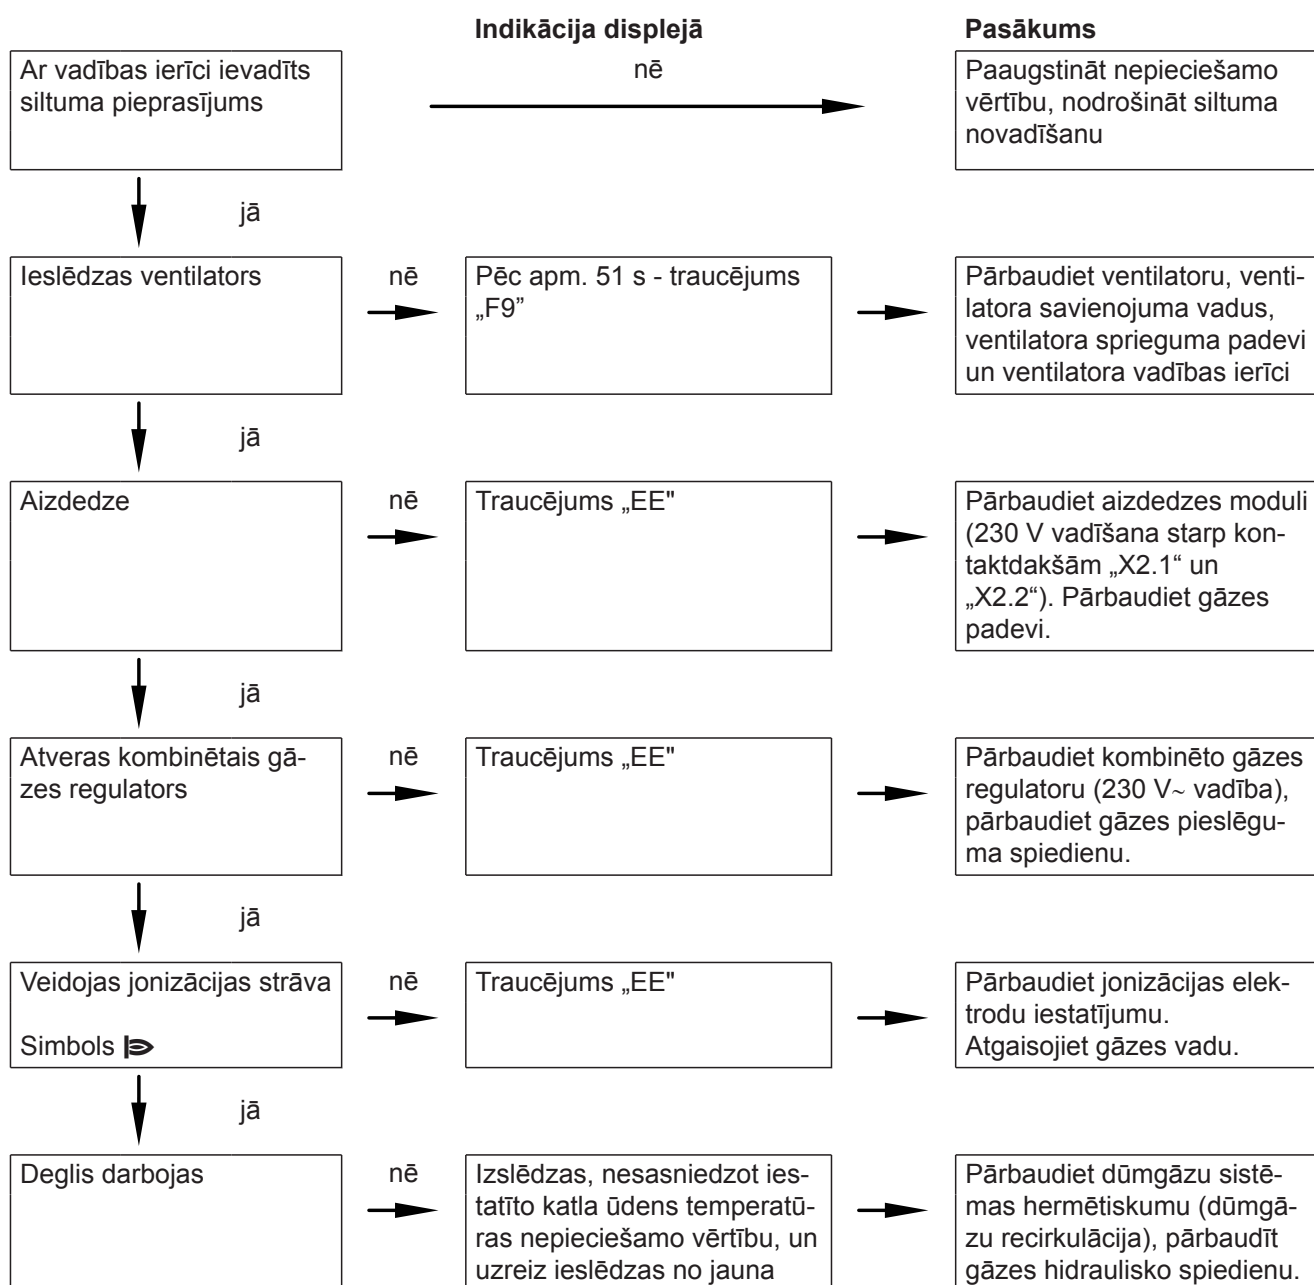 Indikācija displejā
Pasākums
Ar vadības ierīci ievadīts
siltuma pieprasījums
nē
Paaugstināt nepieciešamo
vērtību, nodrošināt siltuma
novadīšanu
jā
Ieslēdzas ventilators
nē
Pēc apm. 51 s - traucējums
„F9”
Pārbaudiet ventilatoru, venti-
latora savienojuma vadus,
ventilatora sprieguma padevi
un ventilatora vadības ierīci
jā
Aizdedze
nē
Traucējums „EE"
Pārbaudiet aizdedzes moduli
(230 V vadīšana starp kon-
taktdakšām „X2.1“ un
„X2.2“). Pārbaudiet gāzes
padevi.
jā
Atveras kombinētais gā-
zes regulators
nē
Traucējums „EE"
Pārbaudiet kombinēto gāzes
regulatoru (230 V~ vadība),
pārbaudiet gāzes pieslēgu-
ma spiedienu.
jā
Veidojas jonizācijas strāva
Simbols
nē
Traucējums „EE"
Pārbaudiet jonizācijas elek-
trodu iestatījumu.
Atgaisojiet gāzes vadu.
jā
Deglis darbojas
nē
Izslēdzas, nesasniedzot ies-
tatīto katla ūdens temperatū-
ras nepieciešamo vērtību, un
uzreiz ieslēdzas no jauna
Pārbaudiet dūmgāzu sistē-
mas hermētiskumu (dūmgā-
zu recirkulācija), pārbaudīt
gāzes hidraulisko spiedienu.